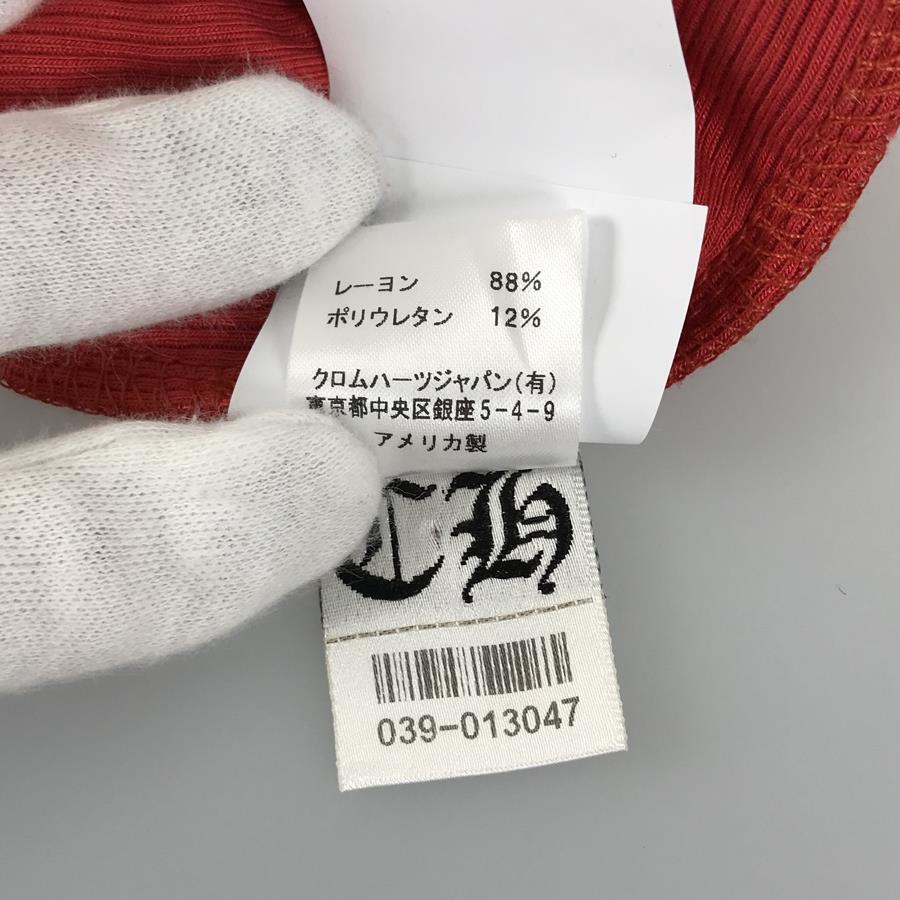 レーヨン 88%
ポリウレタン 12%
クロムハーツジャパン(有)
東京都中央区銀座5-4-9
アメリカ製
CH
039-013047